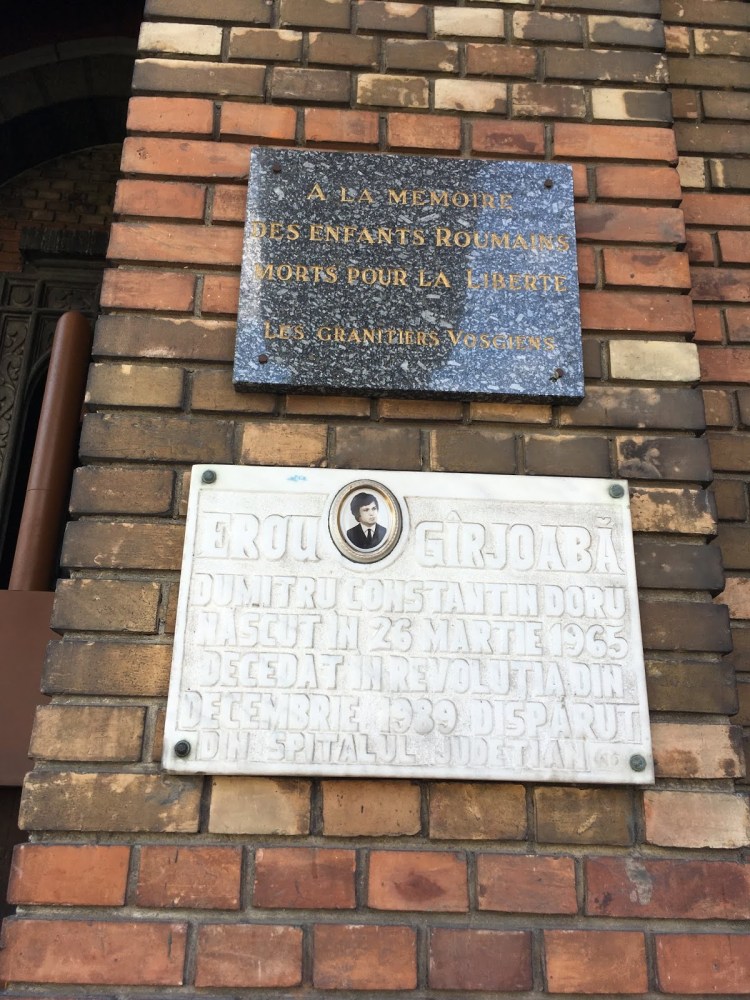 A LA MEMOIRE
DES ENFANTS ROUMAINS
MORTS POUR LA LIBERTE
LES GRANITIERS VOSGIENS
EROU GÎRJOABĂ
DUMITRU CONSTANTIN DORU
NASCUT IN 26 MARTIE 1965
DECEDAT IN REVOLUTIA DIN
DECEMBRIE 1989 DISPĂRUT
DIN SPITALUL JUDETIAN